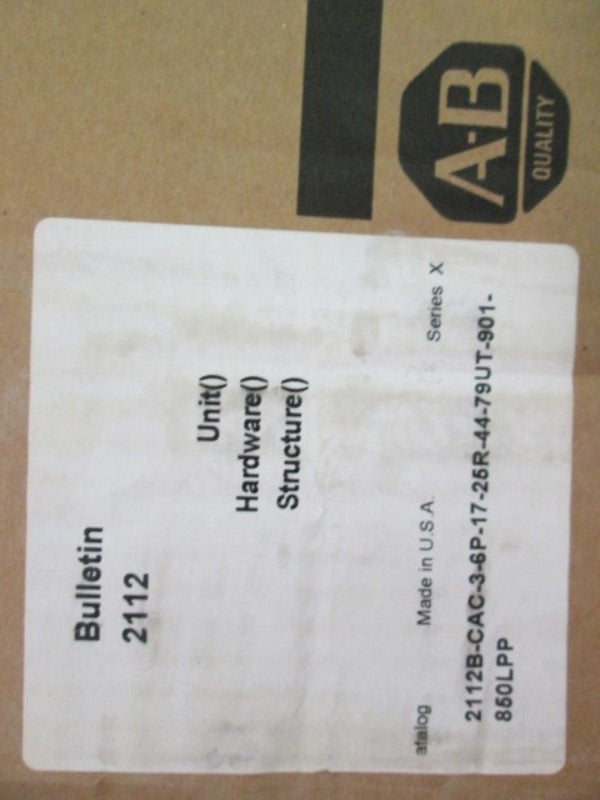 Bulletin
2112
Unit()
Hardware()
Structure()
atalog Made in U.S.A. Series X
2112B-CAC-3-6P-17-25R-44-79UT-901-
850LPP
A-B
QUALITY